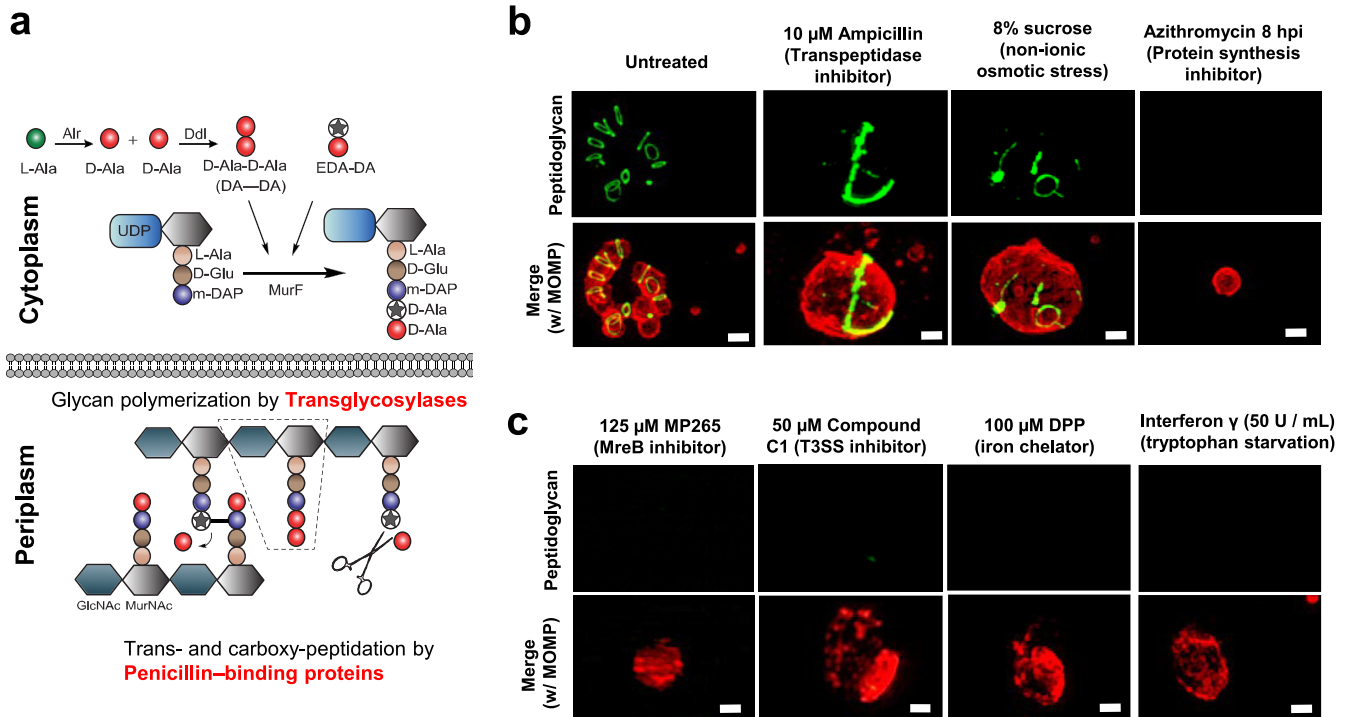 a
Alr
+
Ddl
L-Ala
D-Ala
D-Ala
D-Ala-D-Ala
(DA—DA)
EDA-DA
Cytoplasm
UDP
L-Ala
D-Glu
m-DAP
MurF
L-Ala
D-Glu
m-DAP
D-Ala
D-Ala
Glycan polymerization by Transglycosylases
Periplasm
GlcNAc
MurNAc
Trans- and carboxy-peptidation by
Penicillin–binding proteins
b
Untreated
10 µM Ampicillin
(Transpeptidase
inhibitor)
8% sucrose
(non-ionic
osmotic stress)
Azithromycin 8 hpi
(Protein synthesis
inhibitor)
Peptidoglycan
Merge
(w/ MOMP)
c
125 µM MP265
(MreB inhibitor)
50 µM Compound
C1 (T3SS inhibitor)
100 µM DPP
(iron chelator)
Interferon γ (50 U / mL)
(tryptophan starvation)
Peptidoglycan
Merge
(w/ MOMP)